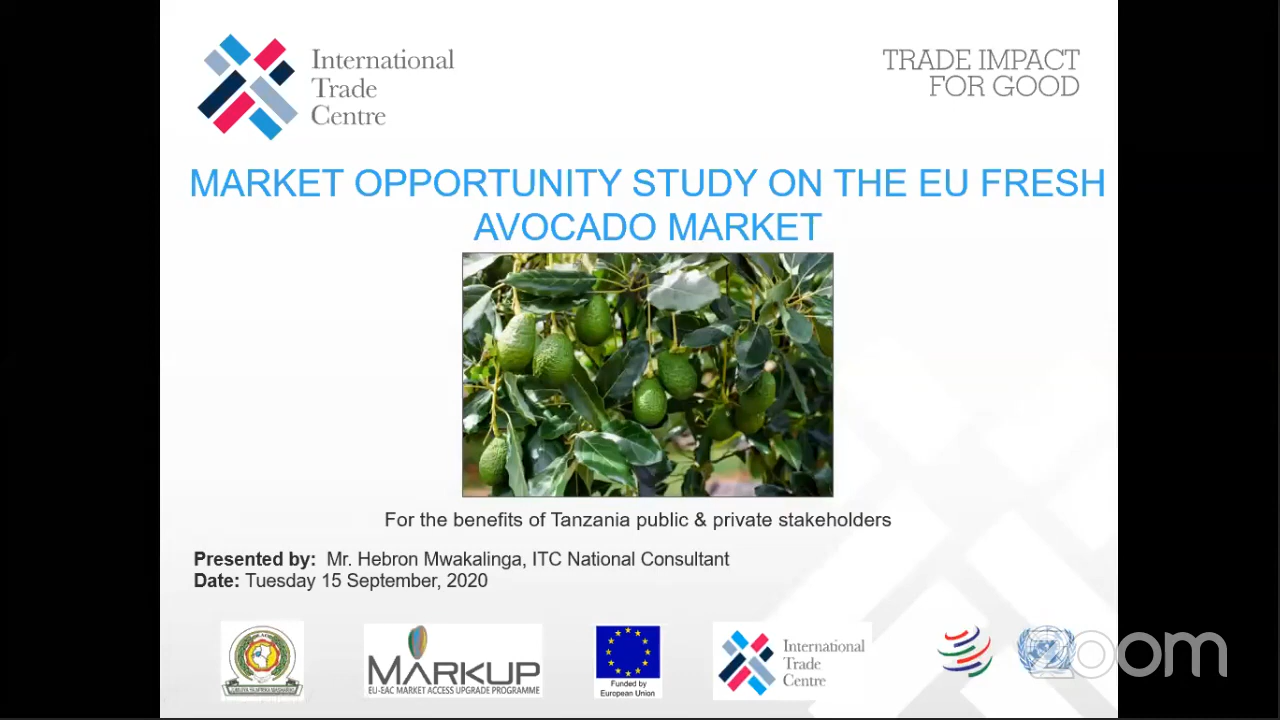 International
Trade
Centre
TRADE IMPACT
FOR GOOD
MARKET OPPORTUNITY STUDY ON THE EU FRESH
AVOCADO MARKET
For the benefits of Tanzania public & private stakeholders
Presented by: Mr. Hebron Mwakalinga, ITC National Consultant
Date: Tuesday 15 September, 2020
MARKUP
EU-EAC MARKET ACCESS UPGRADE PROGRAMME
Funded by
European Union
International
Trade
Centre
zoom